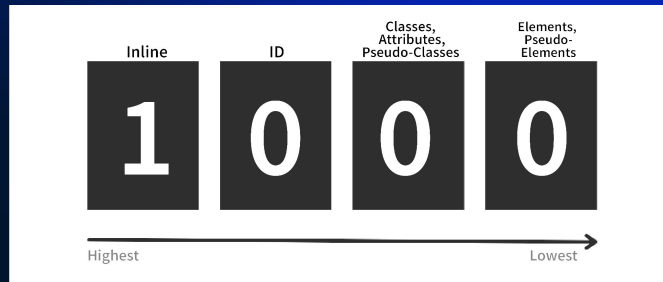 Inline
ID
Classes,
Attributes,
Pseudo-Classes
Elements,
Pseudo-
Elements
1
0
0
0
Highest
Lowest